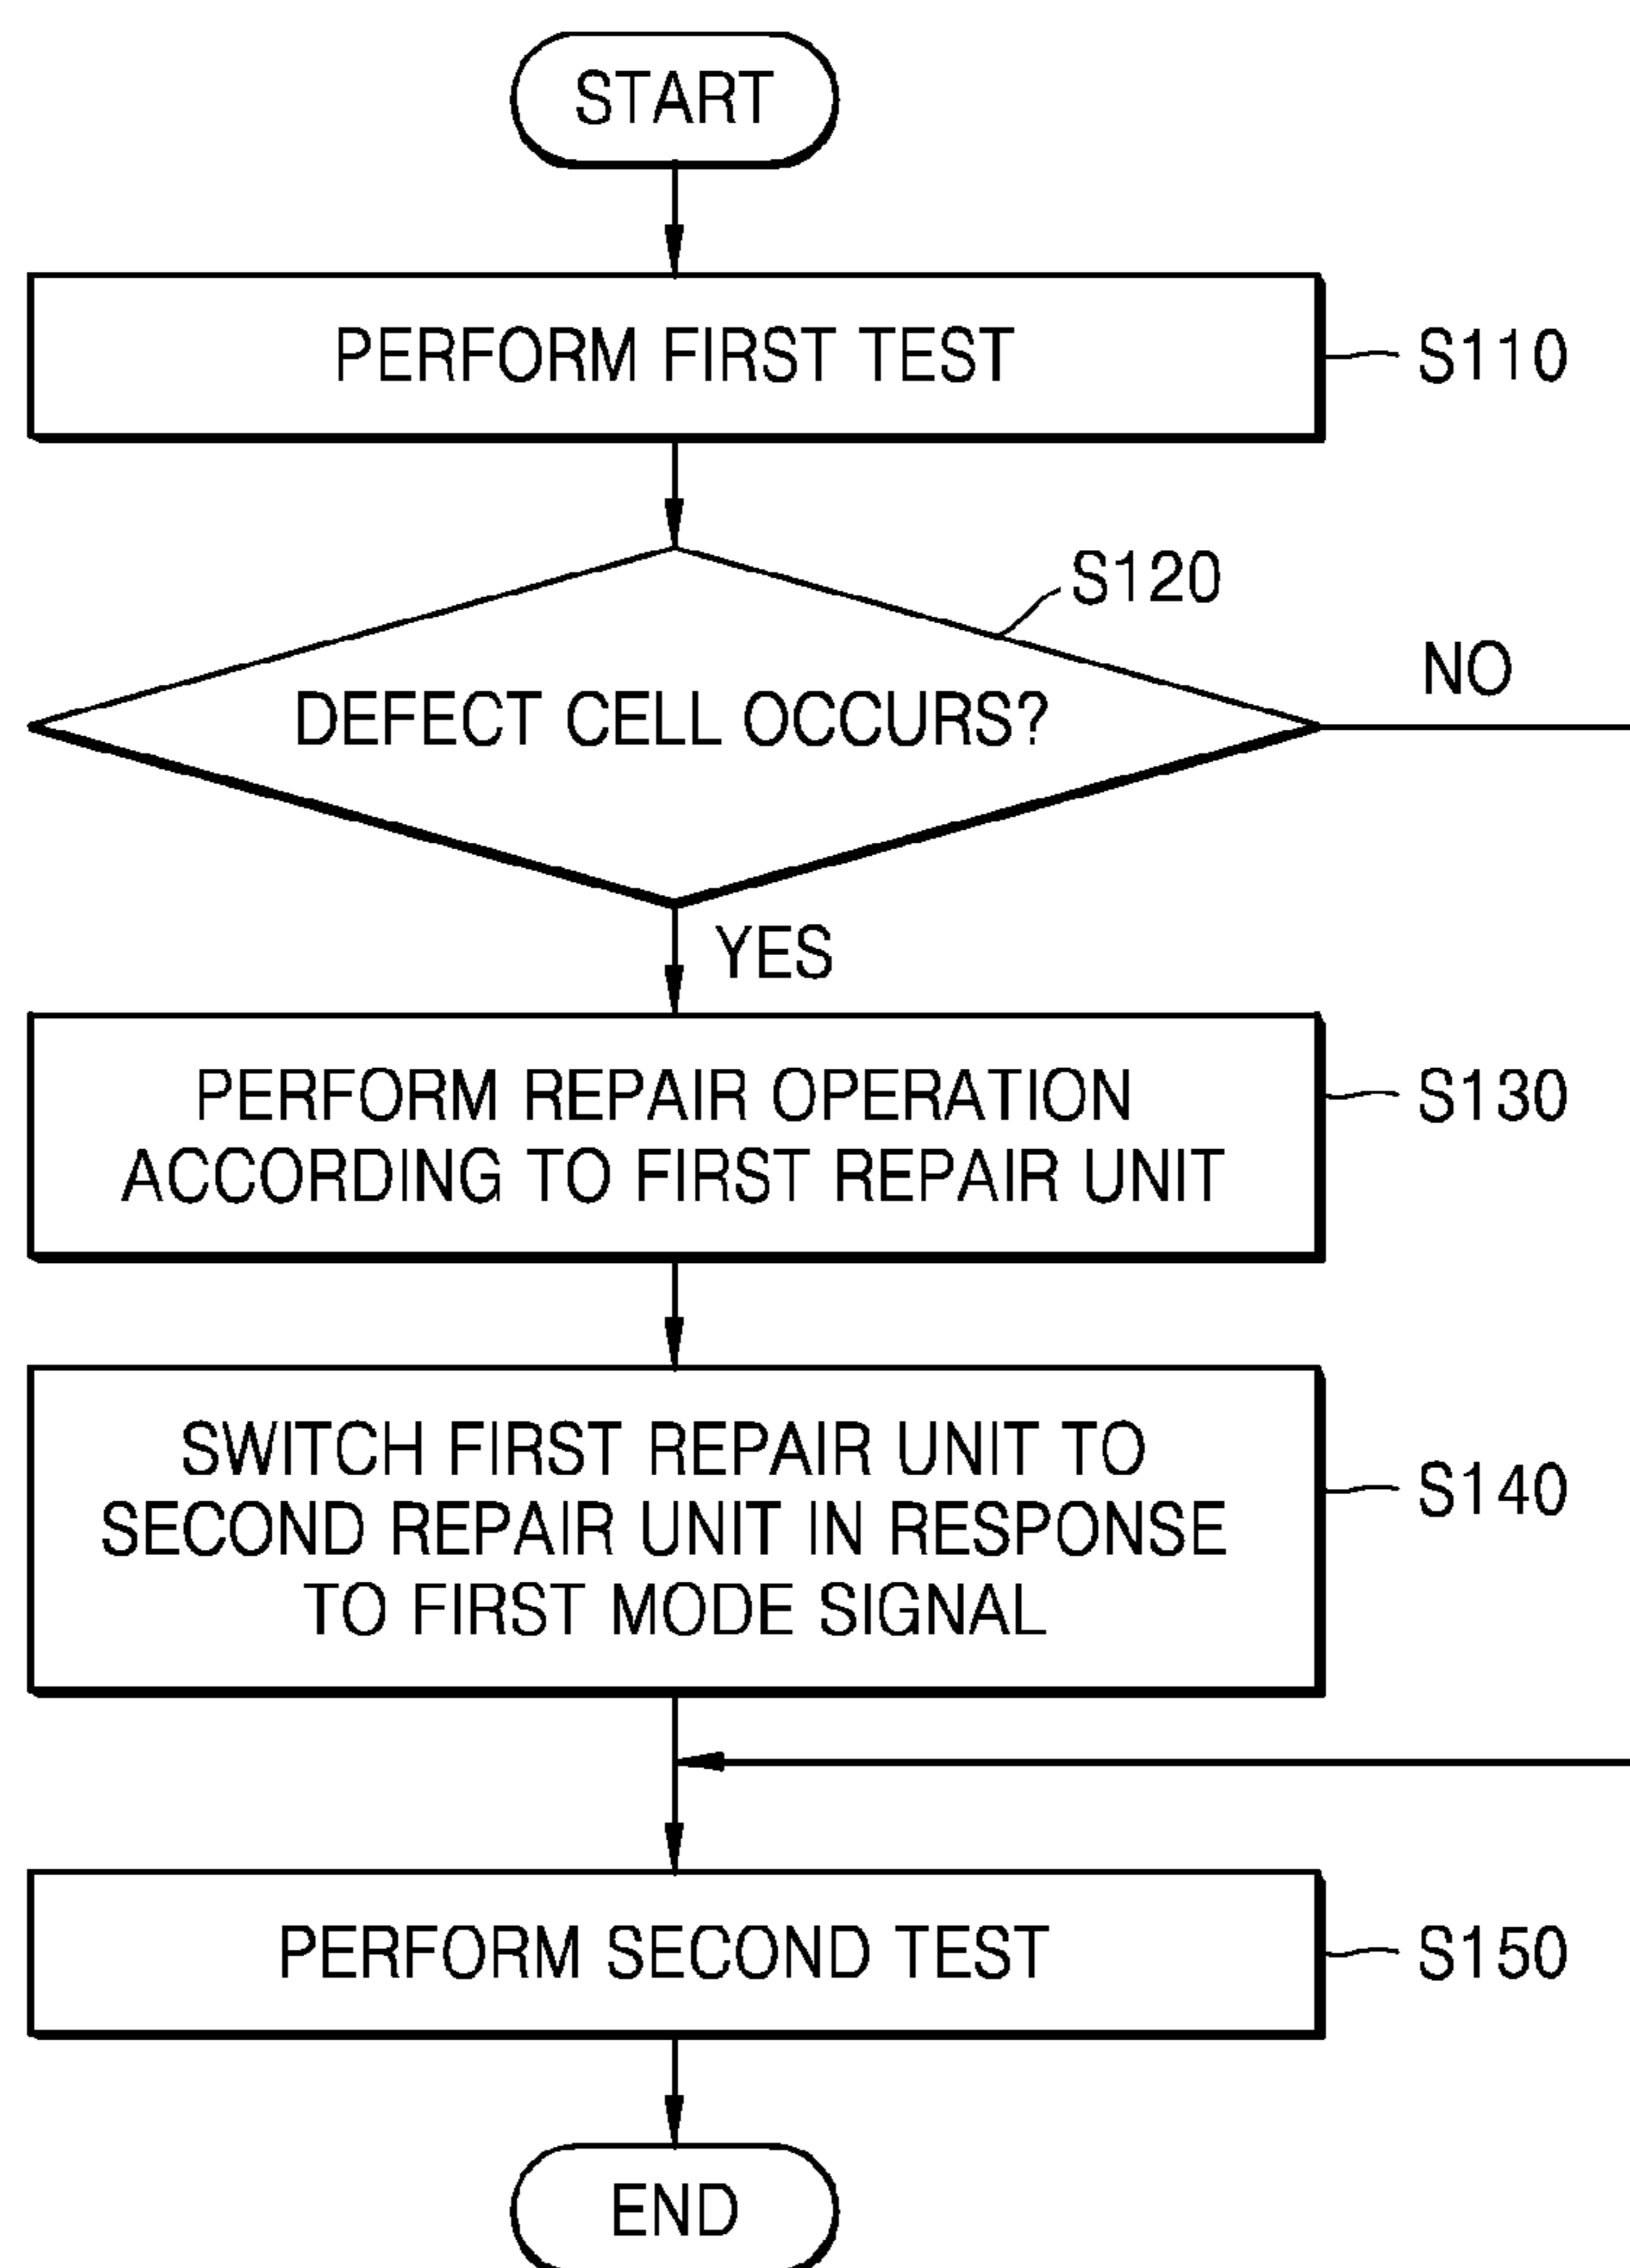 START
PERFORM FIRST TEST
S110
S120
NO
DEFECT CELL OCCURS?
YES
PERFORM REPAIR OPERATION
ACCORDING TO FIRST REPAIR UNIT
S130
SWITCH FIRST REPAIR UNIT TO
SECOND REPAIR UNIT IN RESPONSE
TO FIRST MODE SIGNAL
S140
PERFORM SECOND TEST
S150
END